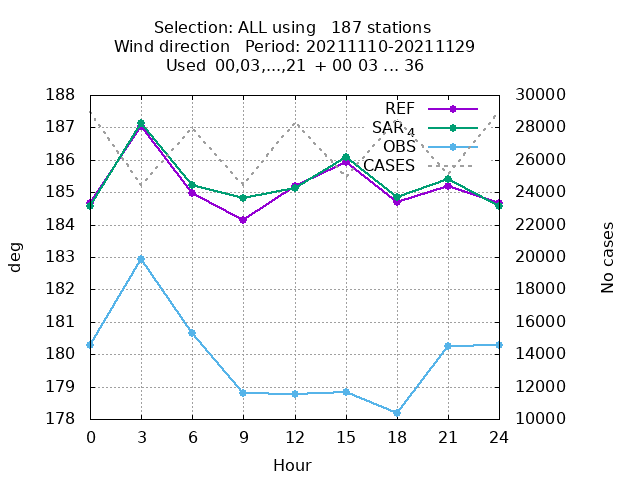 Selection: ALL using 187 stations
Wind direction Period: 20211110-20211129
Used 00,03,...,21 + 00 03 ... 36
188 30000
187 REF 28000
SAR 4
OBS
186 CASES 26000
185 24000
184 22000
183 20000
182 18000
181 16000
180 14000
179 12000
178 10000
deg
No cases
0 3 6 9 12 15 18 21 24
Hour